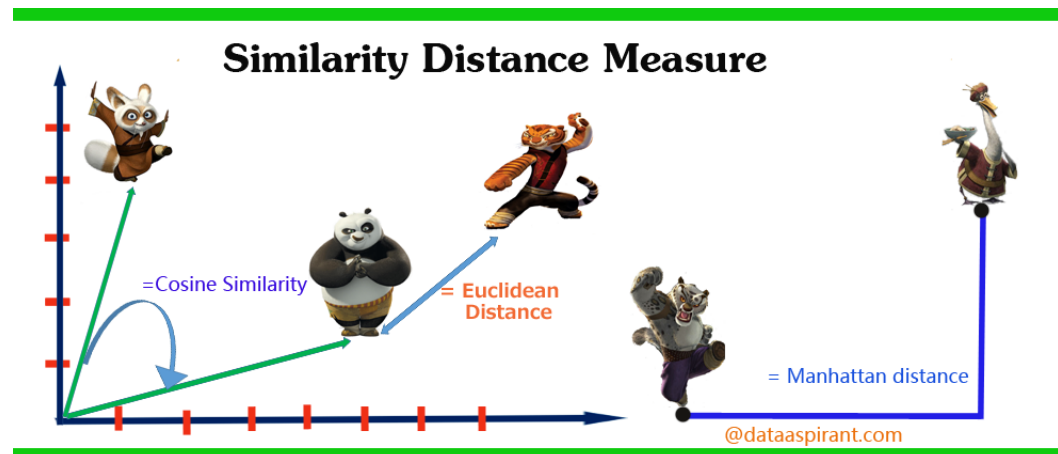 Similarity Distance Measure
=Cosine Similarity
= Euclidean
Distance
= Manhattan distance
@dataaspirant.com